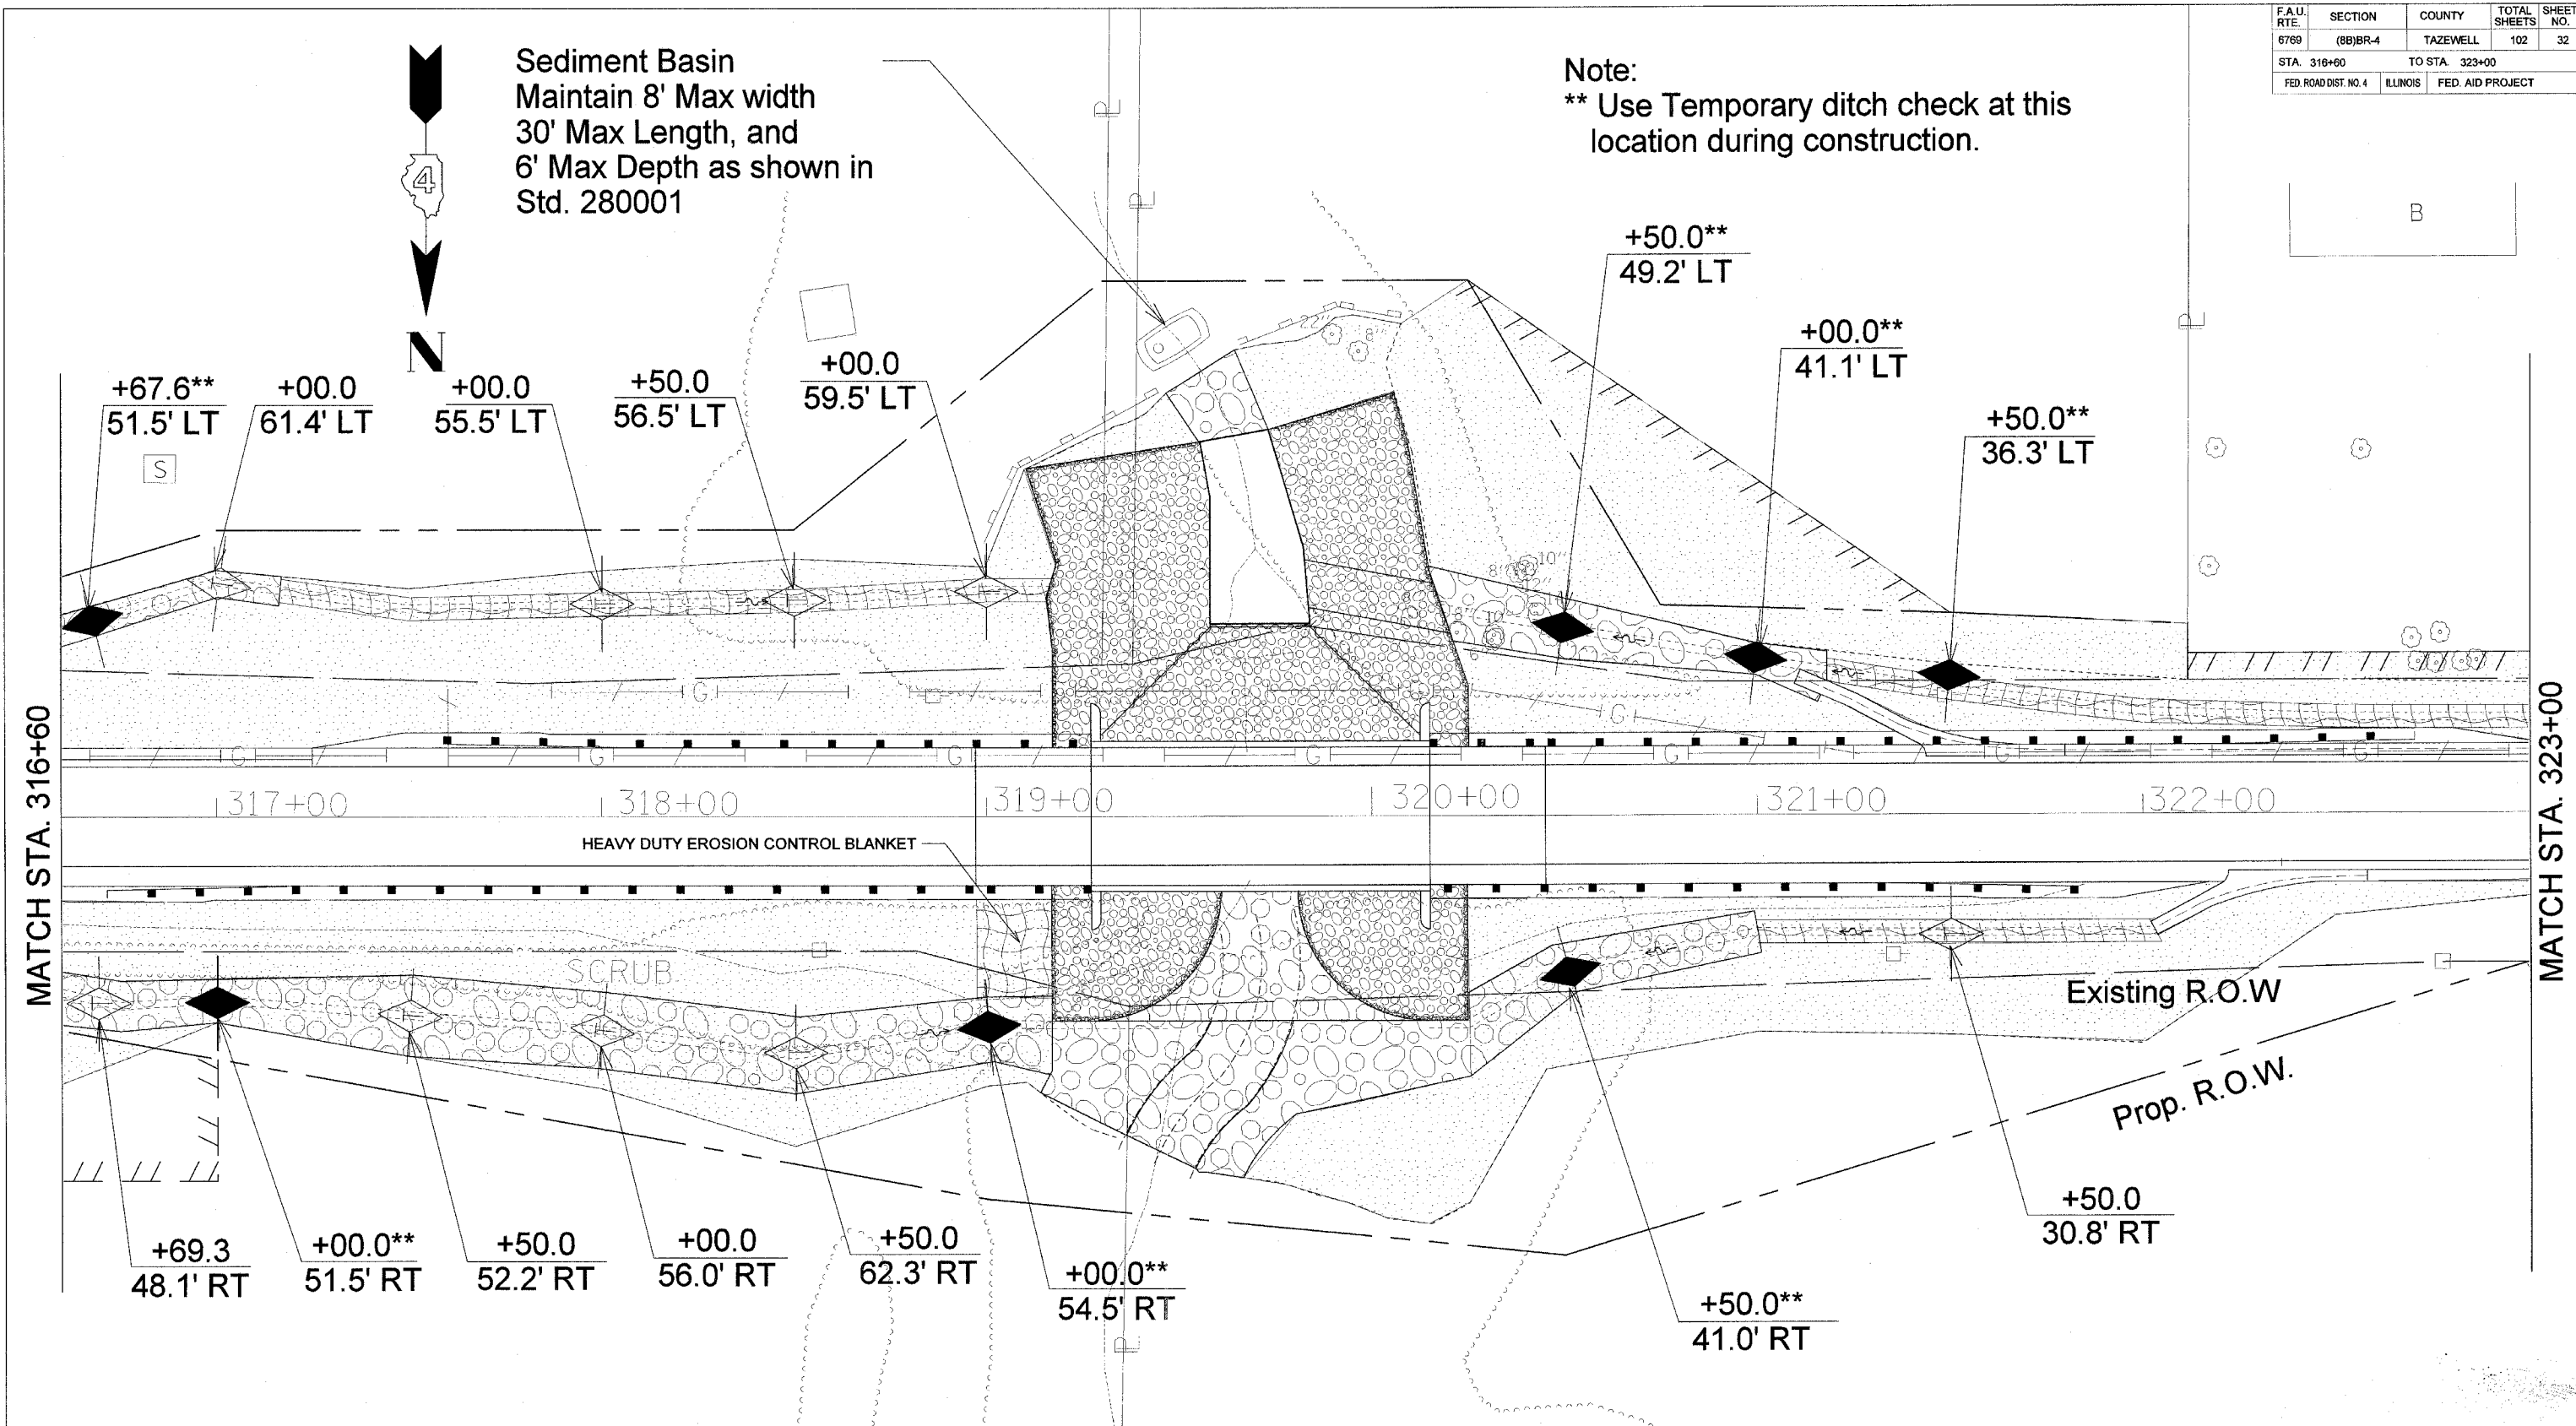 F.A.U. RTE. SECTION COUNTY TOTAL SHEETS SHEET NO.
6769 (8B)BR-4 TAZEWELL 102 32
STA. 316+60 TO STA. 323+00
FED. ROAD DIST. NO. 4 ILLINOIS FED. AID PROJECT
4
N
Sediment Basin
Maintain 8' Max width
30' Max Length, and
6' Max Depth as shown in
Std. 280001
Note:
** Use Temporary ditch check at this
location during construction.
B
+67.6**
51.5' LT
+00.0
61.4' LT
+00.0
55.5' LT
+50.0
56.5' LT
+00.0
59.5' LT
+50.0**
49.2' LT
+00.0**
41.1' LT
+50.0**
36.3' LT
S
22"
8"
10"
G G
G G G G G G G
MATCH STA. 316+60
317+00 318+00 319+00 320+00 321+00 322+00
MATCH STA. 323+00
HEAVY DUTY EROSION CONTROL BLANKET
SCRUB
Existing R.O.W
Prop. R.O.W.
+69.3
48.1' RT
+00.0**
51.5' RT
+50.0
52.2' RT
+00.0
56.0' RT
+50.0
62.3' RT
+00.0**
54.5' RT
+50.0**
41.0' RT
+50.0
30.8' RT